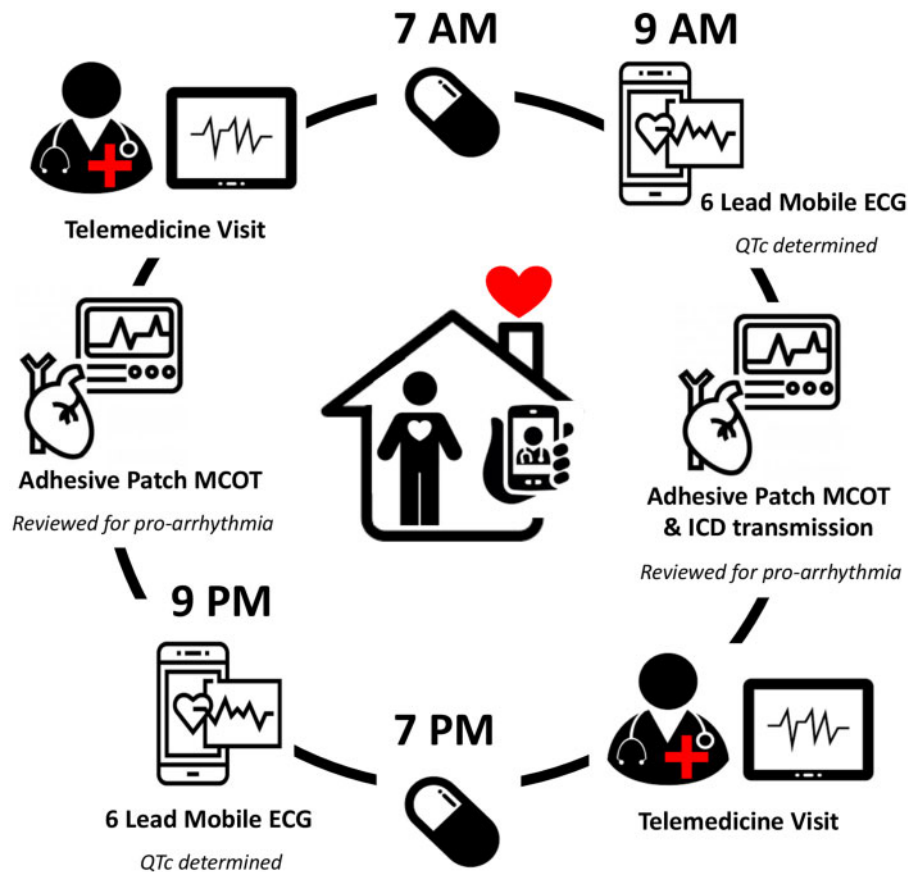 7 AM
9 AM
6 Lead Mobile ECG
QTc determined
Adhesive Patch MCOT
& ICD transmission
Reviewed for pro-arrhythmia
Telemedicine Visit
7 PM
9 PM
6 Lead Mobile ECG
QTc determined
Adhesive Patch MCOT
Reviewed for pro-arrhythmia
Telemedicine Visit